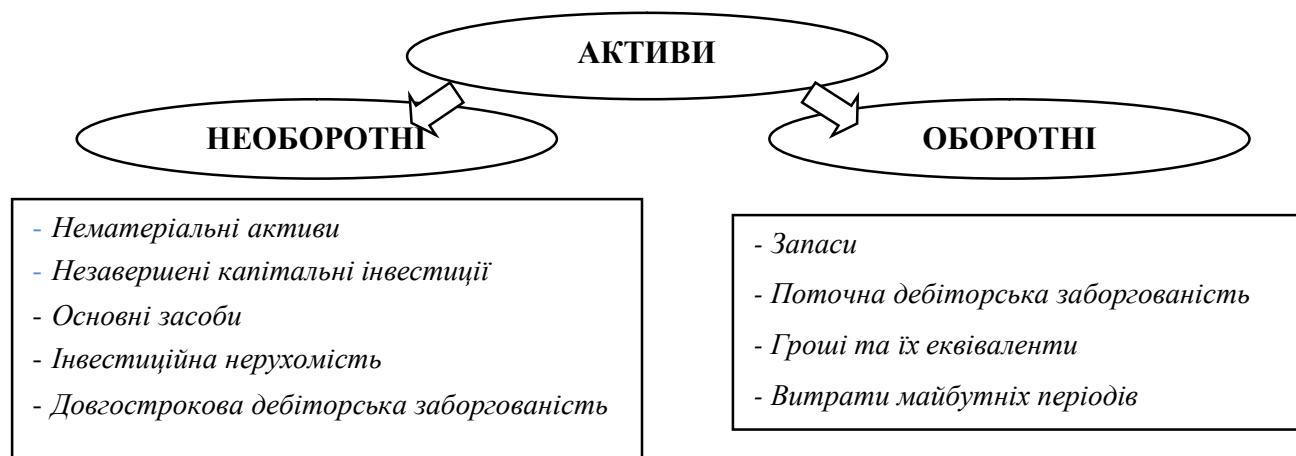 АКТИВИ
НЕОБОРОТНІ
ОБОРОТНІ
- Нематеріальні активи
- Незавершені капітальні інвестиції
- Основні засоби
- Інвестиційна нерухомість
- Довгострокова дебіторська заборгованість
- Запаси
- Поточна дебіторська заборгованість
- Гроші та їх еквіваленти
- Витрати майбутніх періодів